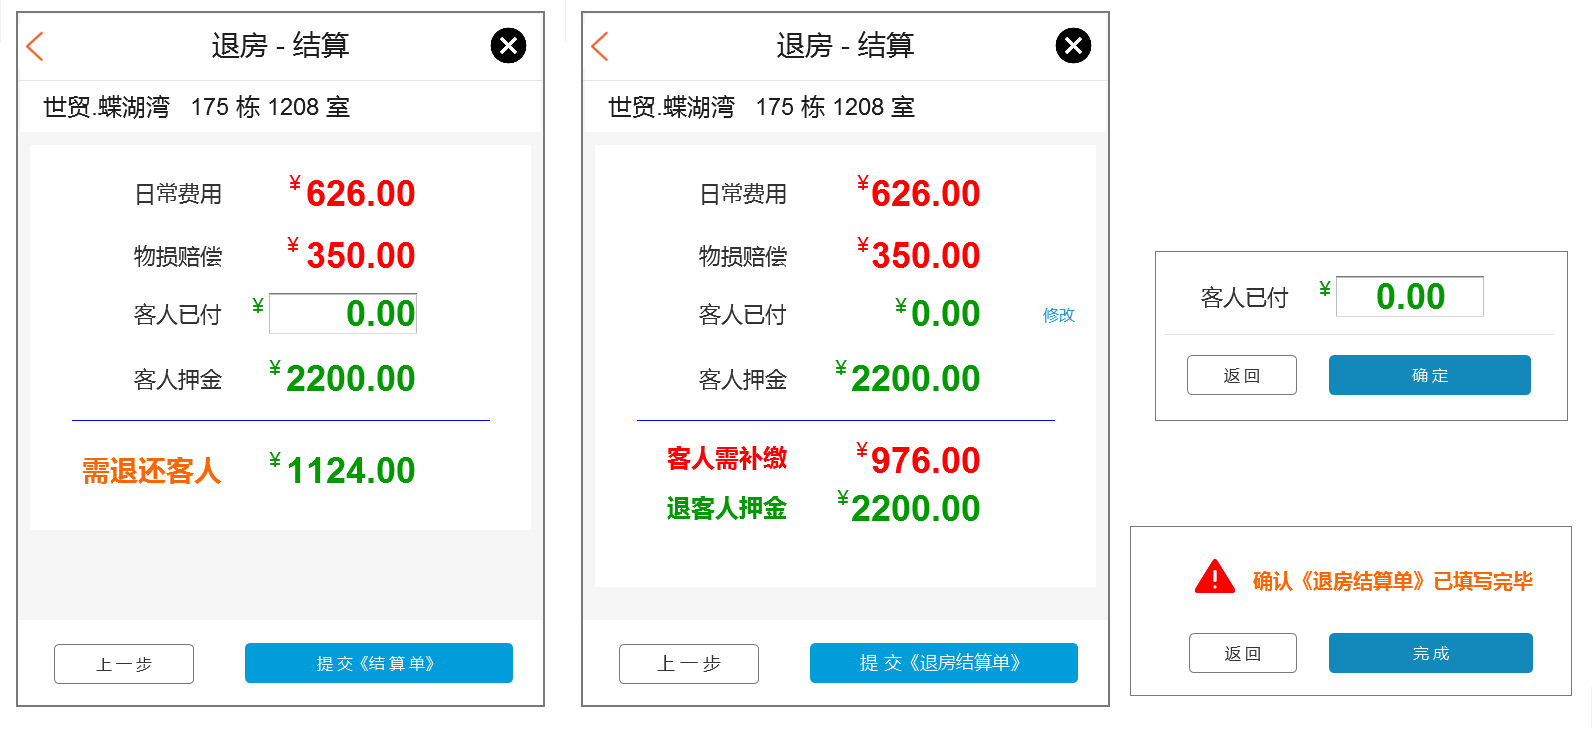 退房 - 结算
世贸.蝶湖湾 175 栋 1208 室
日常费用 ¥626.00
物损赔偿 ¥350.00
客人已付 ¥0.00
客人押金 ¥2200.00
需退还客人 ¥1124.00
上一步 提交《结算单》
退房 - 结算
世贸.蝶湖湾 175 栋 1208 室
日常费用 ¥626.00
物损赔偿 ¥350.00
客人已付 ¥0.00 修改
客人押金 ¥2200.00
客人需补缴 ¥976.00
退客人押金 ¥2200.00
上一步 提 交《退房结算单》
客人已付 ¥0.00
返回 确定
确认《退房结算单》已填写完毕
返回 完成